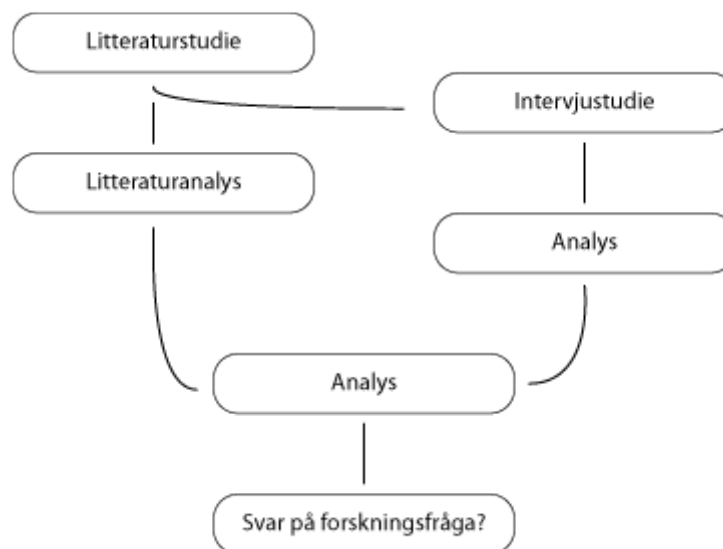 Litteraturstudie
Intervjustudie
Litteraturanalys
Analys
Analys
Svar på forskningsfråga?